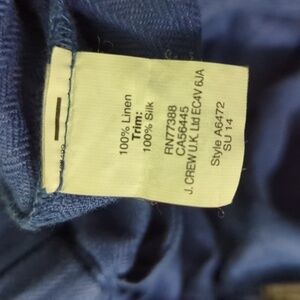 100% Linen
Trim:
100% Silk
RN77388
CA56445
J. CREW U.K. Ltd EC4V 6JA
Style A6472
SU 14